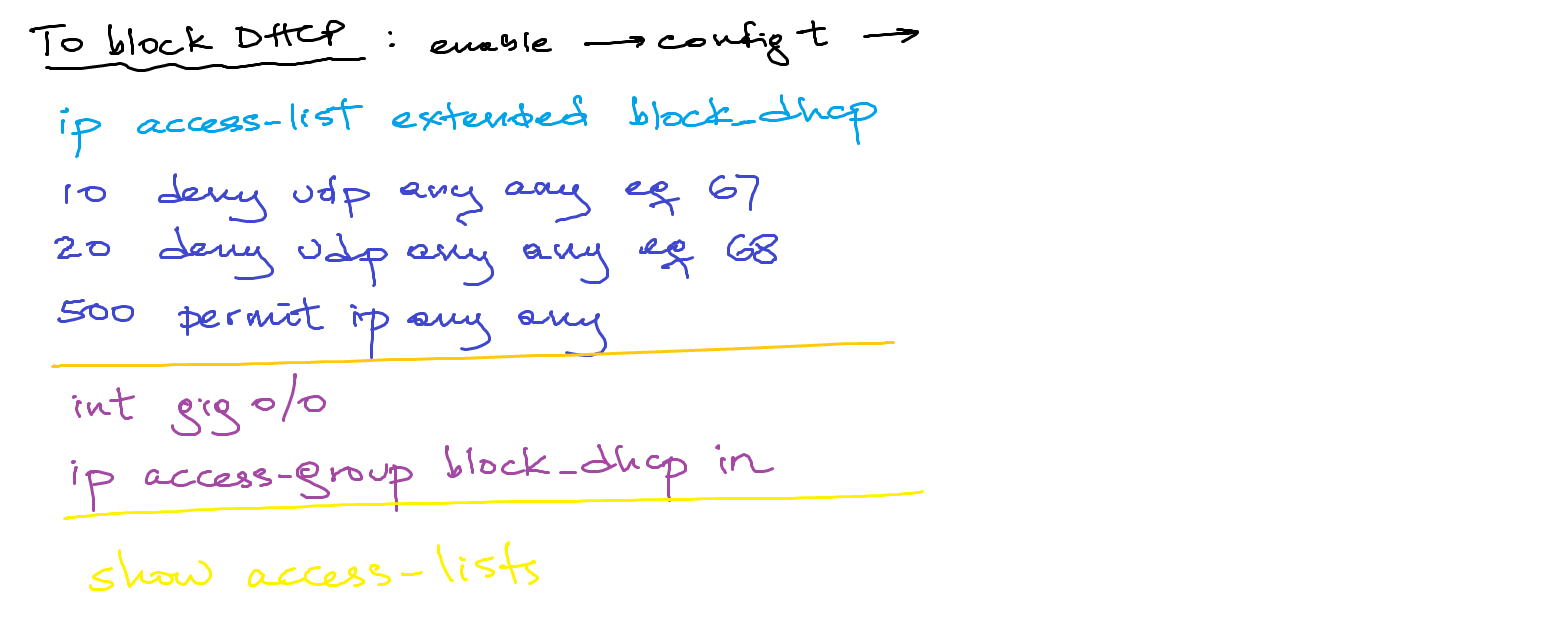 To block DHCP : enable → config t →
ip access-list extended block_dhcp
10 deny udp any any eq 67
20 deny udp any any eq 68
500 permit ip any any
int gig 0/0
ip access-group block_dhcp in
show access-lists